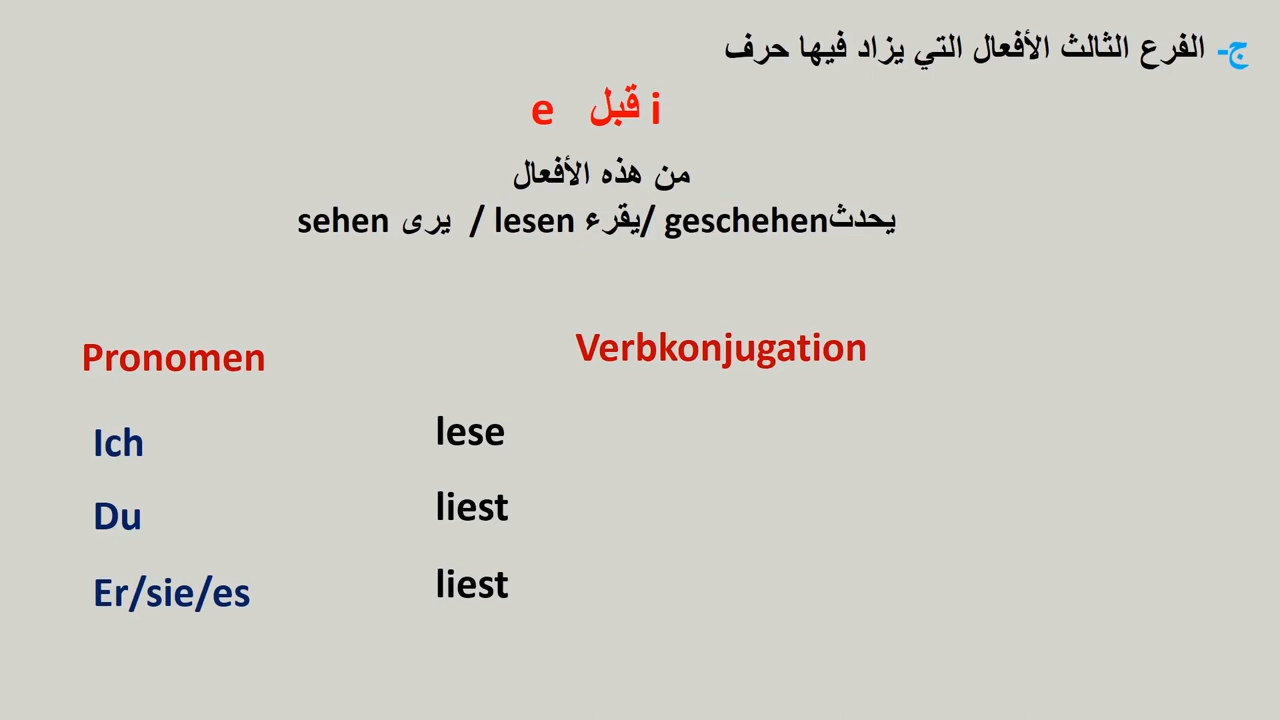 ج- الفرع الثالث الأفعال التي يزاد فيها حرف
i قبل e
من هذه الأفعال
sehen يرى / lesen يقرء/ geschehenيحدث
Pronomen Verbkonjugation
Ich lese
Du liest
Er/sie/es liest